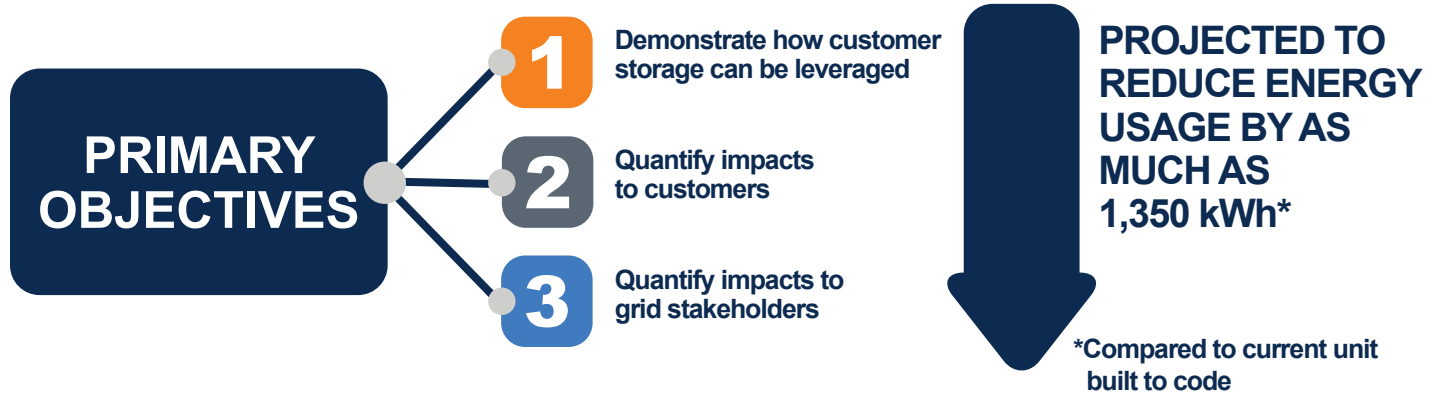 PRIMARY
OBJECTIVES
1
Demonstrate how customer
storage can be leveraged
2
Quantify impacts
to customers
3
Quantify impacts to
grid stakeholders
PROJECTED TO
REDUCE ENERGY
USAGE BY AS
MUCH AS
1,350 kWh*
*Compared to current unit
built to code